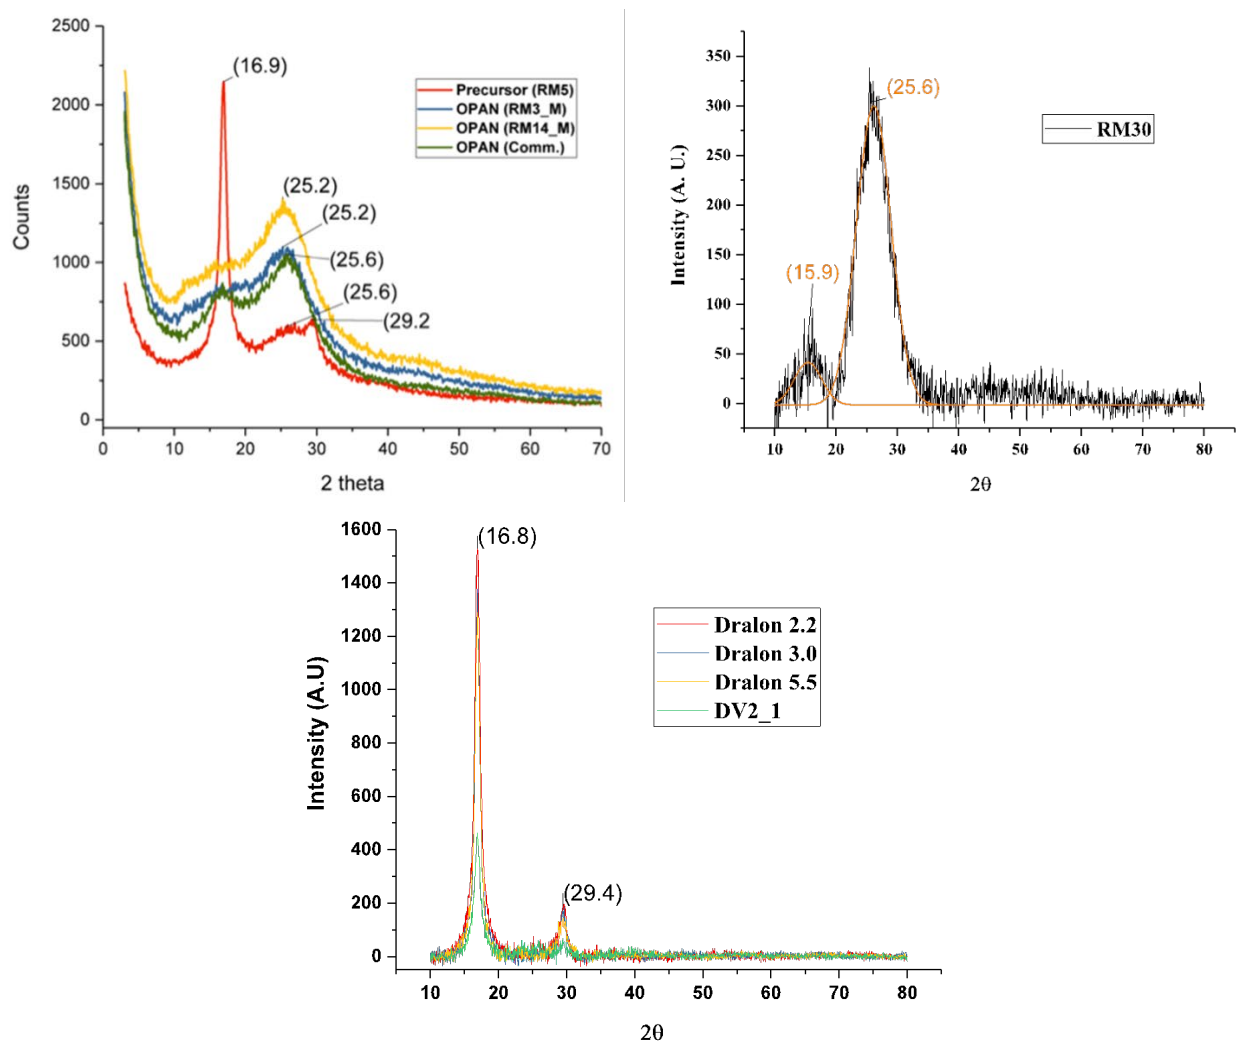 2500
2000
1500
1000
500
0
Counts
(16.9)
Precursor (RM5)
OPAN (RM3_M)
OPAN (RM14_M)
OPAN (Comm.)
(25.2)
(25.2)
(25.6)
(25.6)
(29.2
0 10 20 30 40 50 60 70
2 theta
350
300
250
200
150
100
50
0
Intensity (A. U.)
(25.6)
RM30
(15.9)
10 20 30 40 50 60 70 80
2θ
1600
1400
1200
1000
800
600
400
200
0
Intensity (A.U)
(16.8)
Dralon 2.2
Dralon 3.0
Dralon 5.5
DV2_1
(29.4)
10 20 30 40 50 60 70 80
2θ